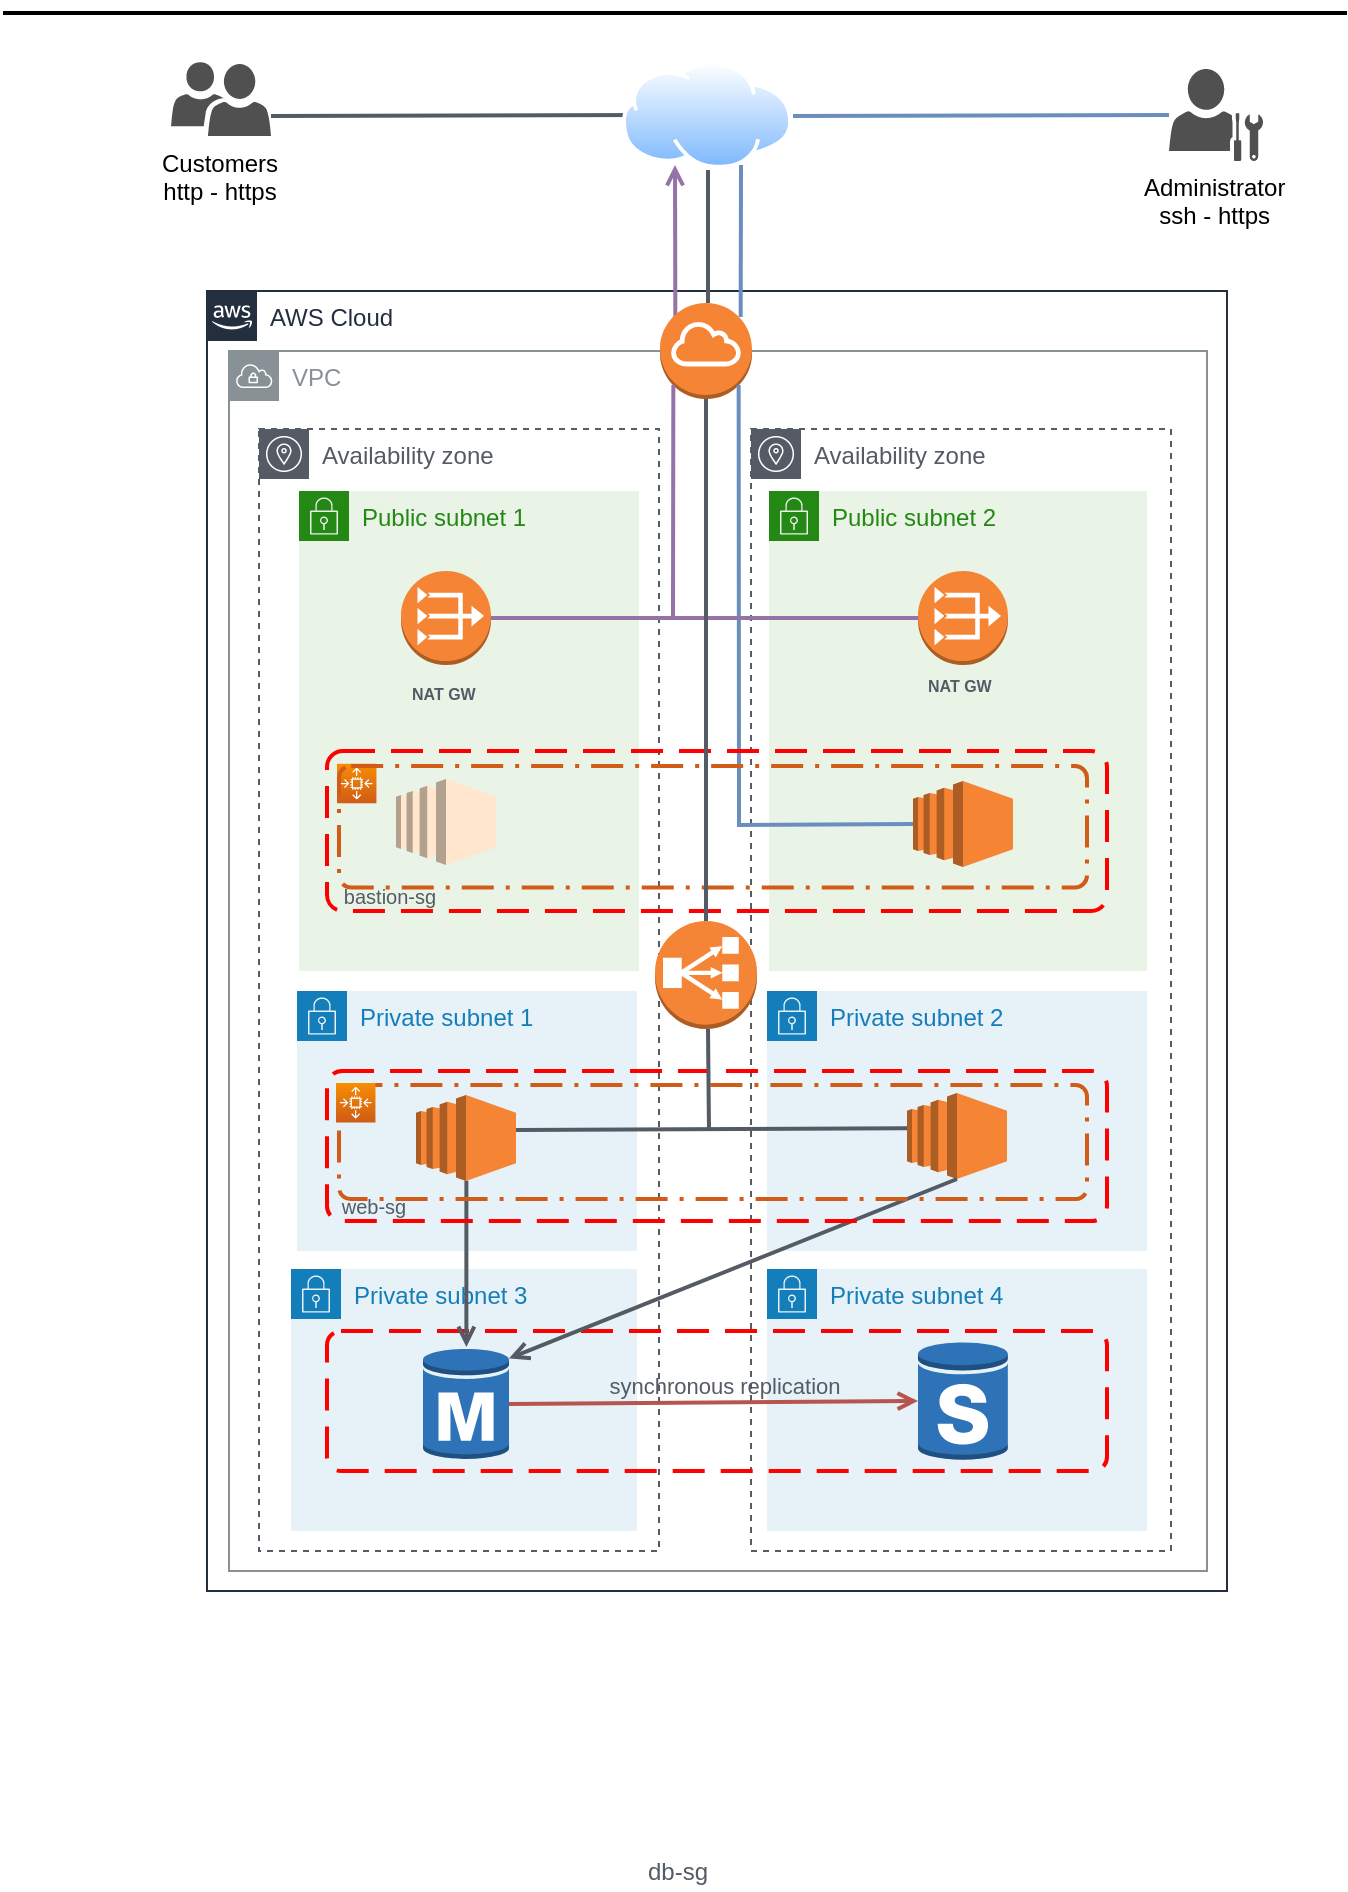 Customers
http - https
Administrator
ssh - https
aws
AWS Cloud
VPC
Availability zone
Availability zone
Public subnet 1
Public subnet 2
NAT GW
NAT GW
bastion-sg
Private subnet 1
Private subnet 2
web-sg
Private subnet 3
Private subnet 4
synchronous replication
M
S
db-sg